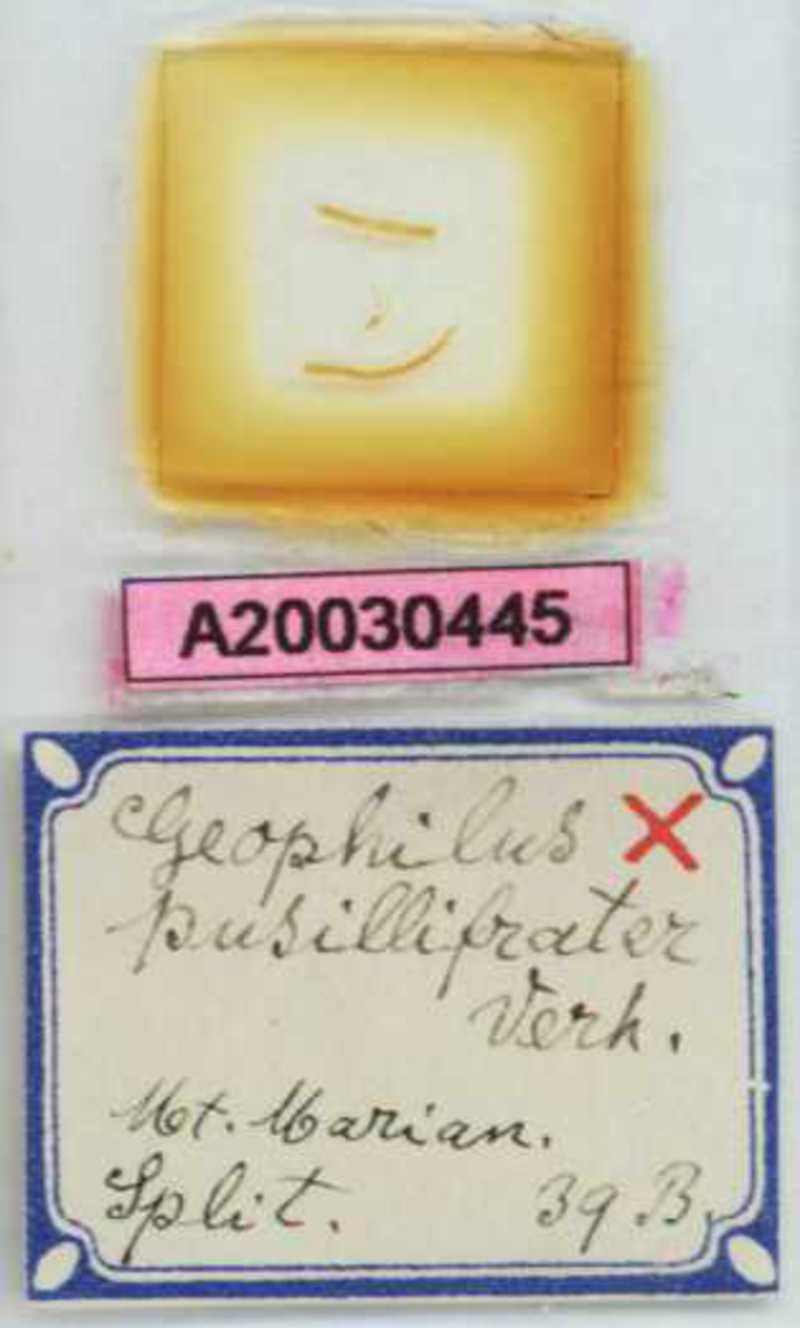 A20030445
Geophilus X
pusillifrater
Verh.
Mt. Marian.
Split. 39 B.